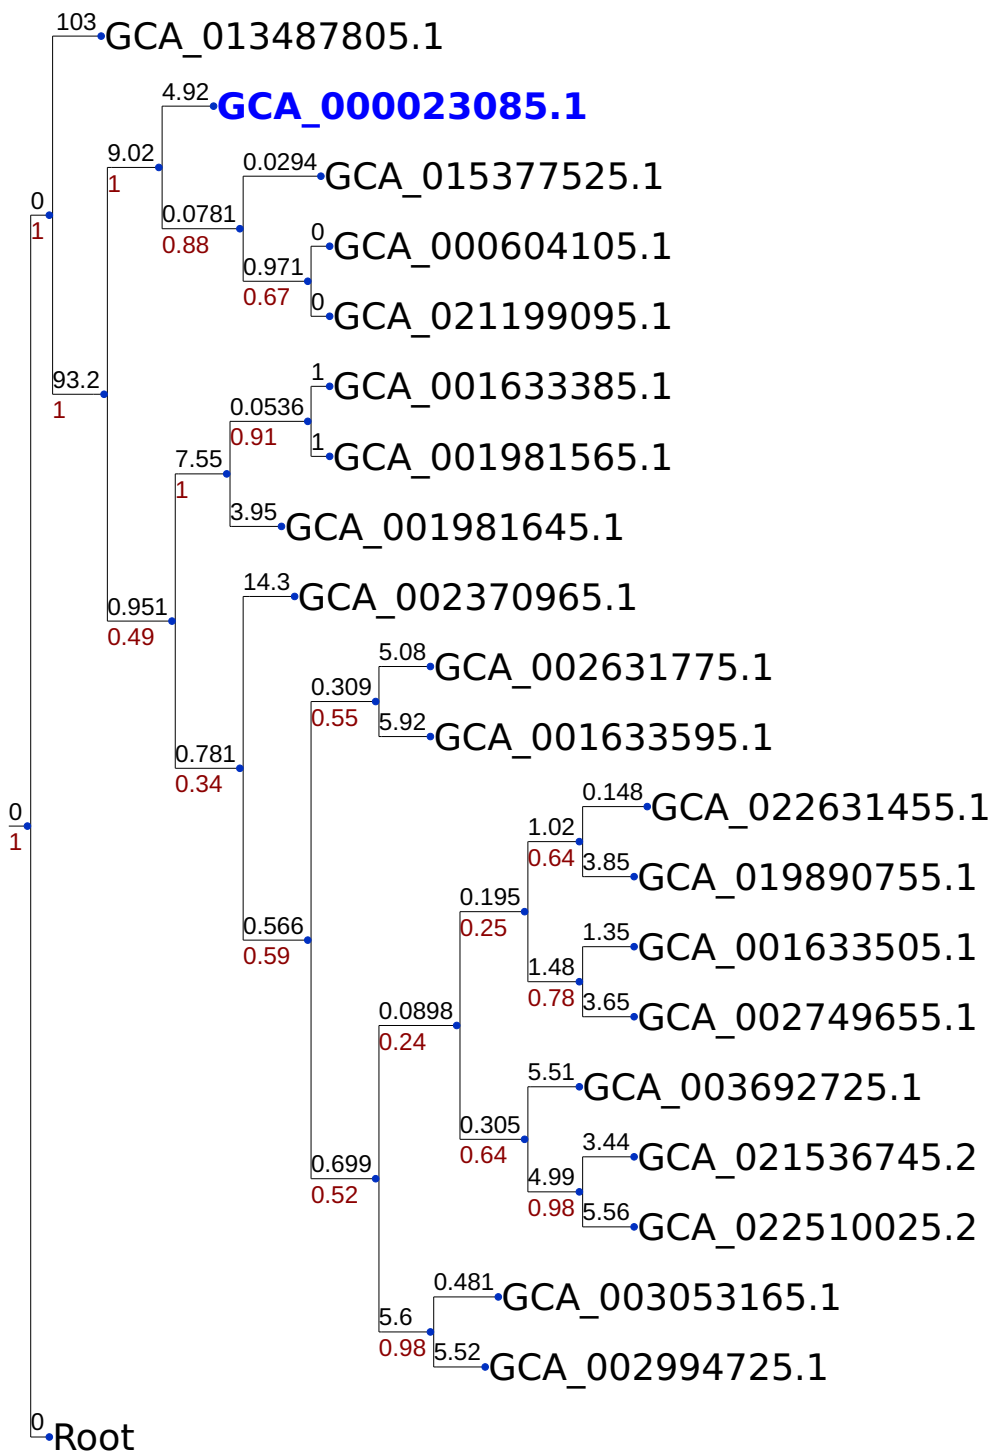 103
GCA_013487805.1
4.92
GCA_000023085.1
9.02
1
0.0294
GCA_015377525.1
0
1
0.0781
0.88
0
GCA_000604105.1
0.971
0.67
0
GCA_021199095.1
93.2
1
1
GCA_001633385.1
0.0536
0.91
1
GCA_001981565.1
7.55
1
3.95
GCA_001981645.1
0.951
0.49
14.3
GCA_002370965.1
5.08
GCA_002631775.1
0.309
0.55
5.92
GCA_001633595.1
0.781
0.34
0
1
0.148
GCA_022631455.1
1.02
0.64
3.85
GCA_019890755.1
0.195
0.25
0.566
0.59
1.35
GCA_001633505.1
1.48
0.78
3.65
GCA_002749655.1
0.0898
0.24
5.51
GCA_003692725.1
0.305
0.64
3.44
GCA_021536745.2
0.699
0.52
4.99
0.98
5.56
GCA_022510025.2
0.481
GCA_003053165.1
5.6
0.98
5.52
GCA_002994725.1
0
Root